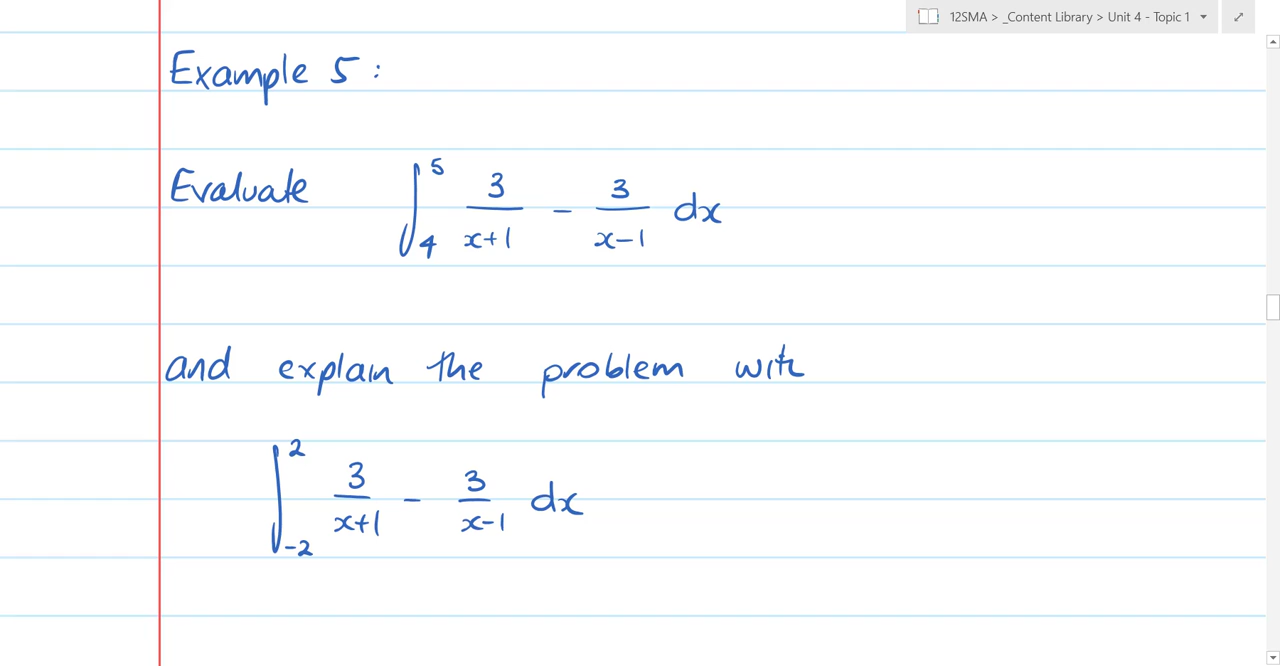 12SMA > _Content Library > Unit 4 - Topic 1
Example 5 :
Evaluate ∫₄⁵ 3/(x+1) − 3/(x−1) dx
and explain the problem with
∫₋₂² 3/(x+1) − 3/(x−1) dx